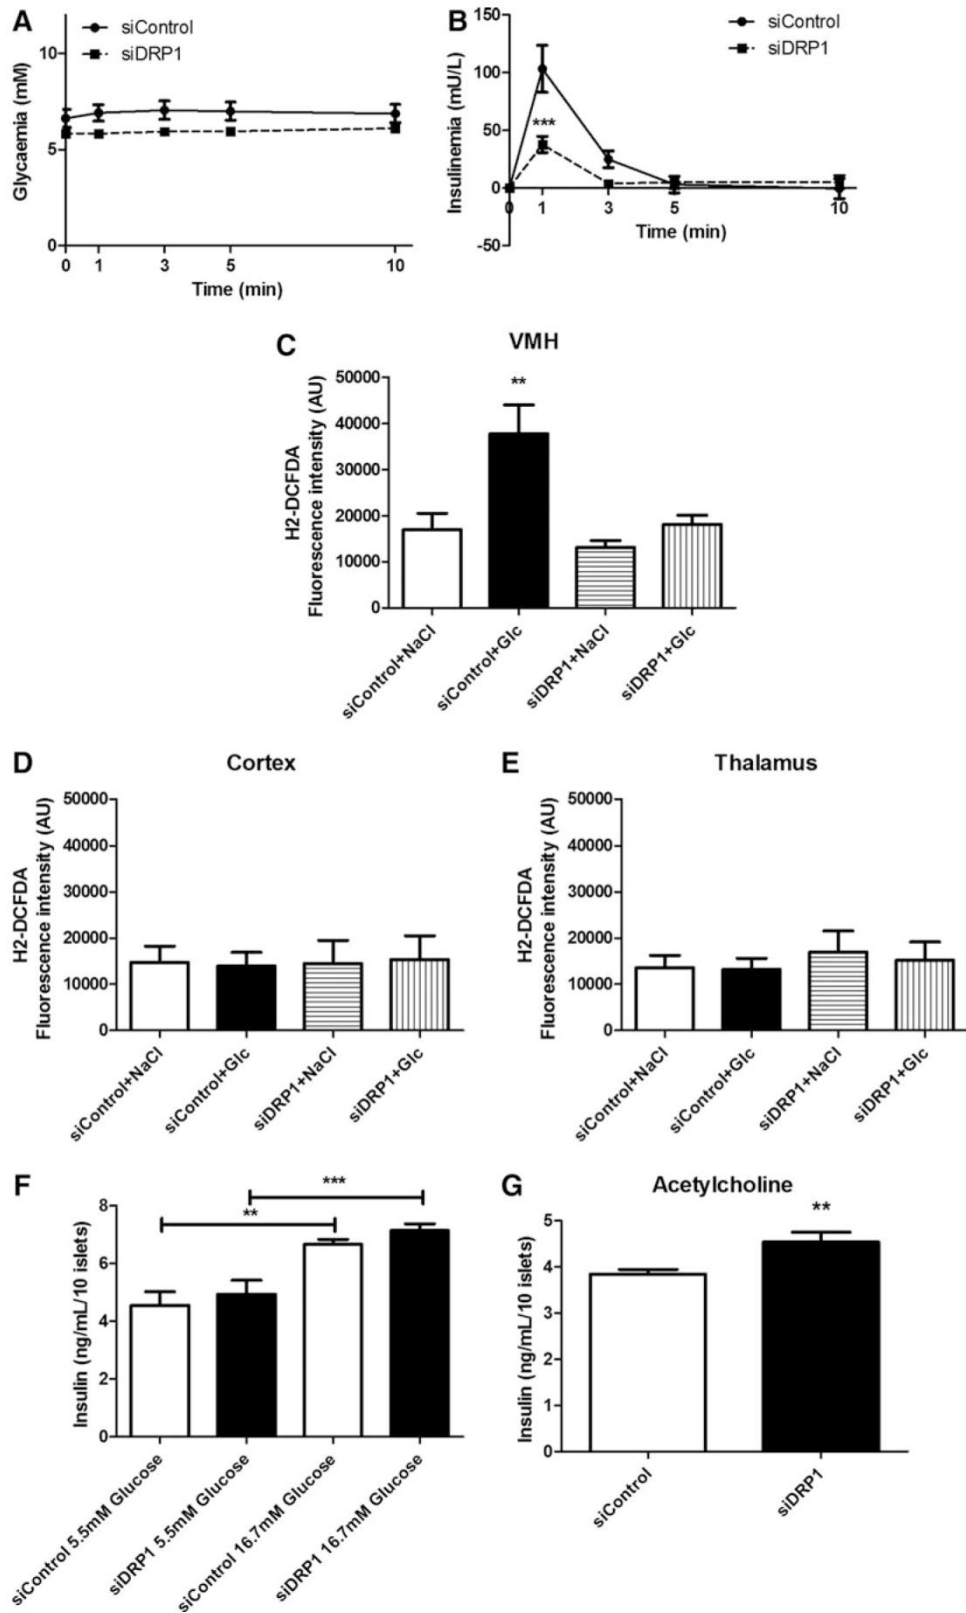 A
siControl
siDRP1
Glycaemia (mM)
10
5
0
0 1 3 5 10
Time (min)
B
siControl
siDRP1
Insulinemia (mU/L)
150
100
50
0
-50
***
0 1 3 5 10
Time (min)
C
VMH
H2-DCFDA
Fluorescence intensity (AU)
50000
40000
30000
20000
10000
0
**
siControl+NaCl
siControl+Glc
siDRP1+NaCl
siDRP1+Glc
D
Cortex
H2-DCFDA
Fluorescence intensity (AU)
50000
40000
30000
20000
10000
0
siControl+NaCl
siControl+Glc
siDRP1+NaCl
siDRP1+Glc
E
Thalamus
H2-DCFDA
Fluorescence intensity (AU)
50000
40000
30000
20000
10000
0
siControl+NaCl
siControl+Glc
siDRP1+NaCl
siDRP1+Glc
F
Insulin (ng/mL/10 islets)
8
6
4
2
0
***
**
siControl 5.5mM Glucose
siDRP1 5.5mM Glucose
siControl 16.7mM Glucose
siDRP1 16.7mM Glucose
G
Acetylcholine
Insulin (ng/mL/10 islets)
5
4
3
2
1
0
**
siControl
siDRP1